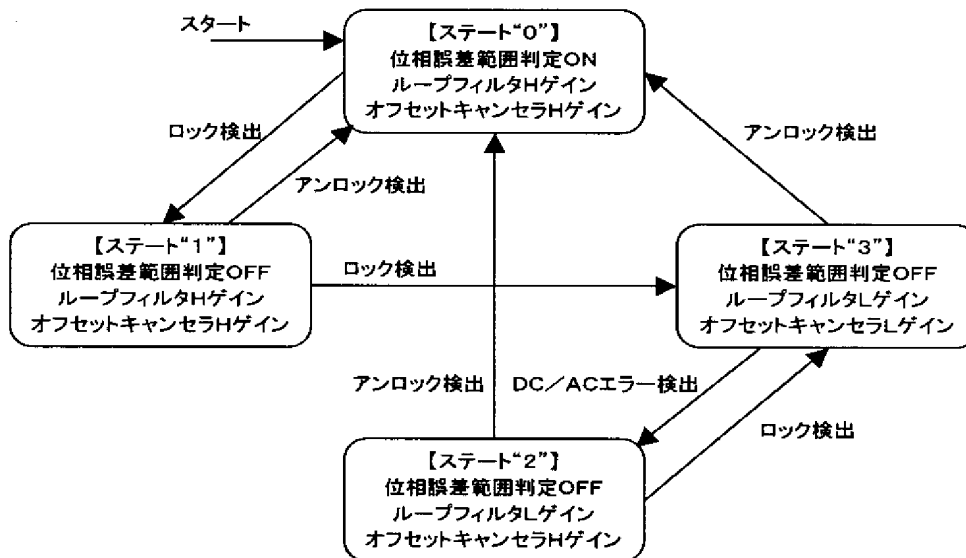 スタート
【ステート“0”】
位相誤差範囲判定ON
ループフィルタHゲイン
オフセットキャンセラHゲイン
ロック検出
アンロック検出
アンロック検出
【ステート“1”】
位相誤差範囲判定OFF
ループフィルタHゲイン
オフセットキャンセラHゲイン
ロック検出
【ステート“3”】
位相誤差範囲判定OFF
ループフィルタLゲイン
オフセットキャンセラLゲイン
アンロック検出
DC／ACエラー検出
ロック検出
【ステート“2”】
位相誤差範囲判定OFF
ループフィルタLゲイン
オフセットキャンセラHゲイン